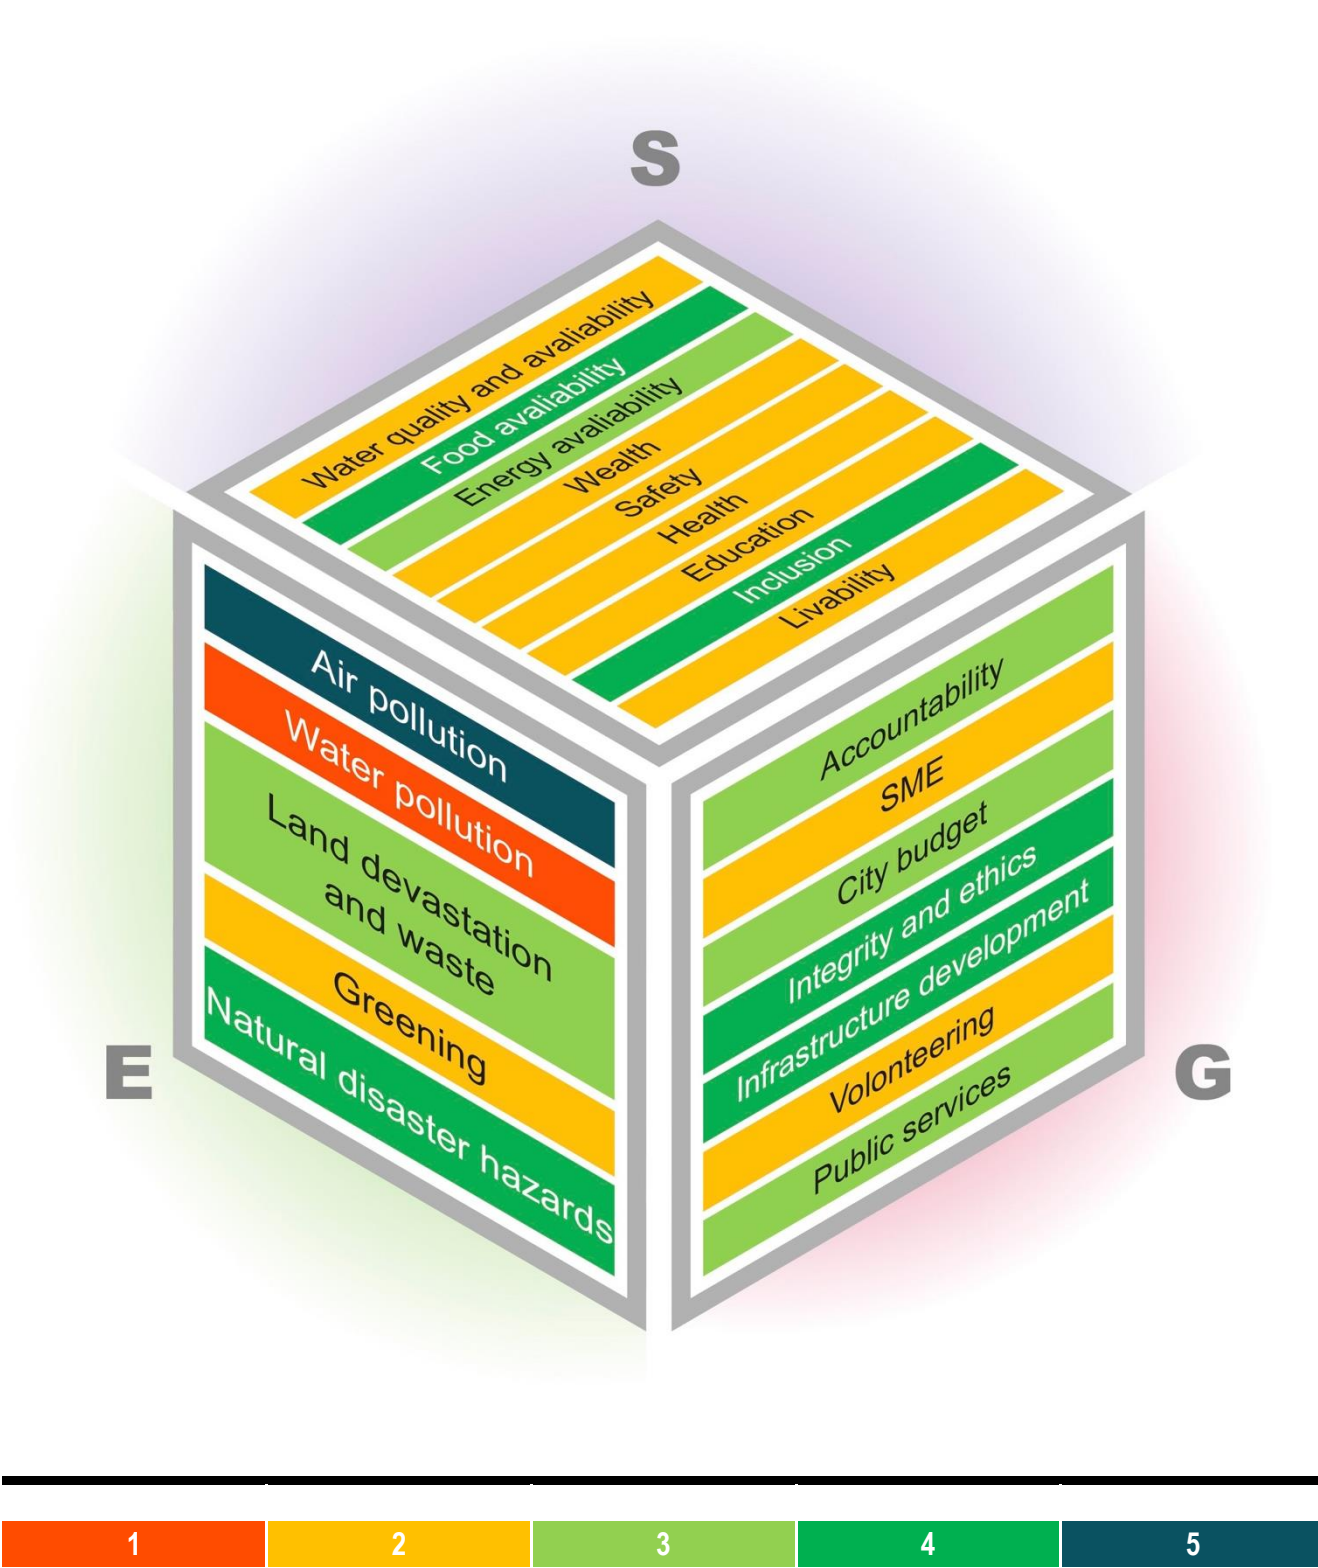 S
Water quality and avaliability
Food avaliability
Energy avaliability
Wealth
Safety
Health
Education
Inclusion
Livability
Air pollution
Water pollution
Land devastation
and waste
Greening
Natural disaster hazards
E
Accountability
SME
City budget
Integrity and ethics
Infrastructure development
Volonteering
Public services
G
1 2 3 4 5